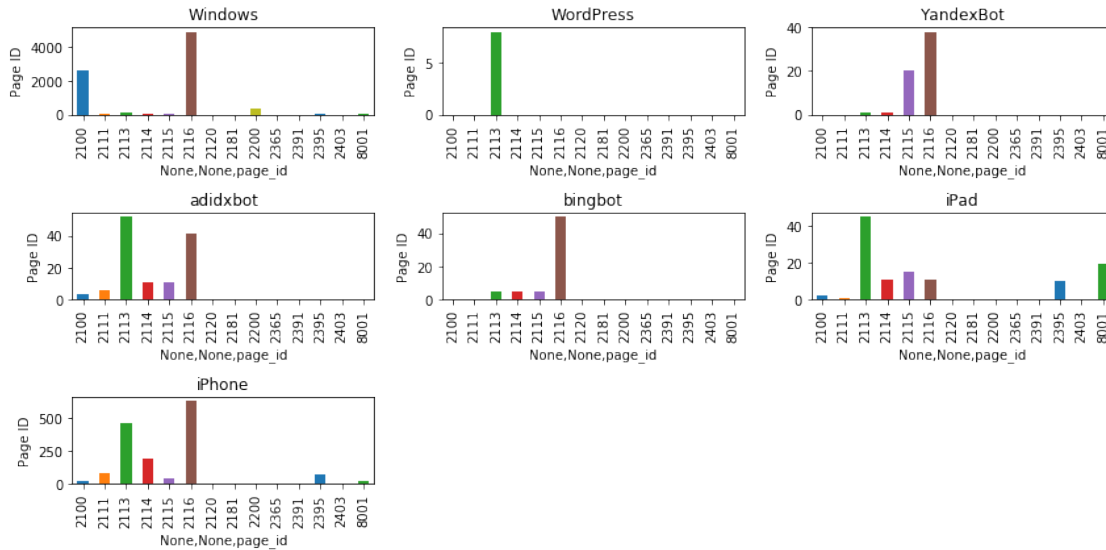 Windows
Page ID
4000
2000
0
2100 2111 2113 2114 2115 2116 2120 2181 2200 2365 2391 2395 2403 8001
None,None,page_id
WordPress
Page ID
5
0
2100 2111 2113 2114 2115 2116 2120 2181 2200 2365 2391 2395 2403 8001
None,None,page_id
YandexBot
Page ID
40
20
0
2100 2111 2113 2114 2115 2116 2120 2181 2200 2365 2391 2395 2403 8001
None,None,page_id
adidxbot
Page ID
40
20
0
2100 2111 2113 2114 2115 2116 2120 2181 2200 2365 2391 2395 2403 8001
None,None,page_id
bingbot
Page ID
40
20
0
2100 2111 2113 2114 2115 2116 2120 2181 2200 2365 2391 2395 2403 8001
None,None,page_id
iPad
Page ID
40
20
0
2100 2111 2113 2114 2115 2116 2120 2181 2200 2365 2391 2395 2403 8001
None,None,page_id
iPhone
Page ID
500
250
0
2100 2111 2113 2114 2115 2116 2120 2181 2200 2365 2391 2395 2403 8001
None,None,page_id